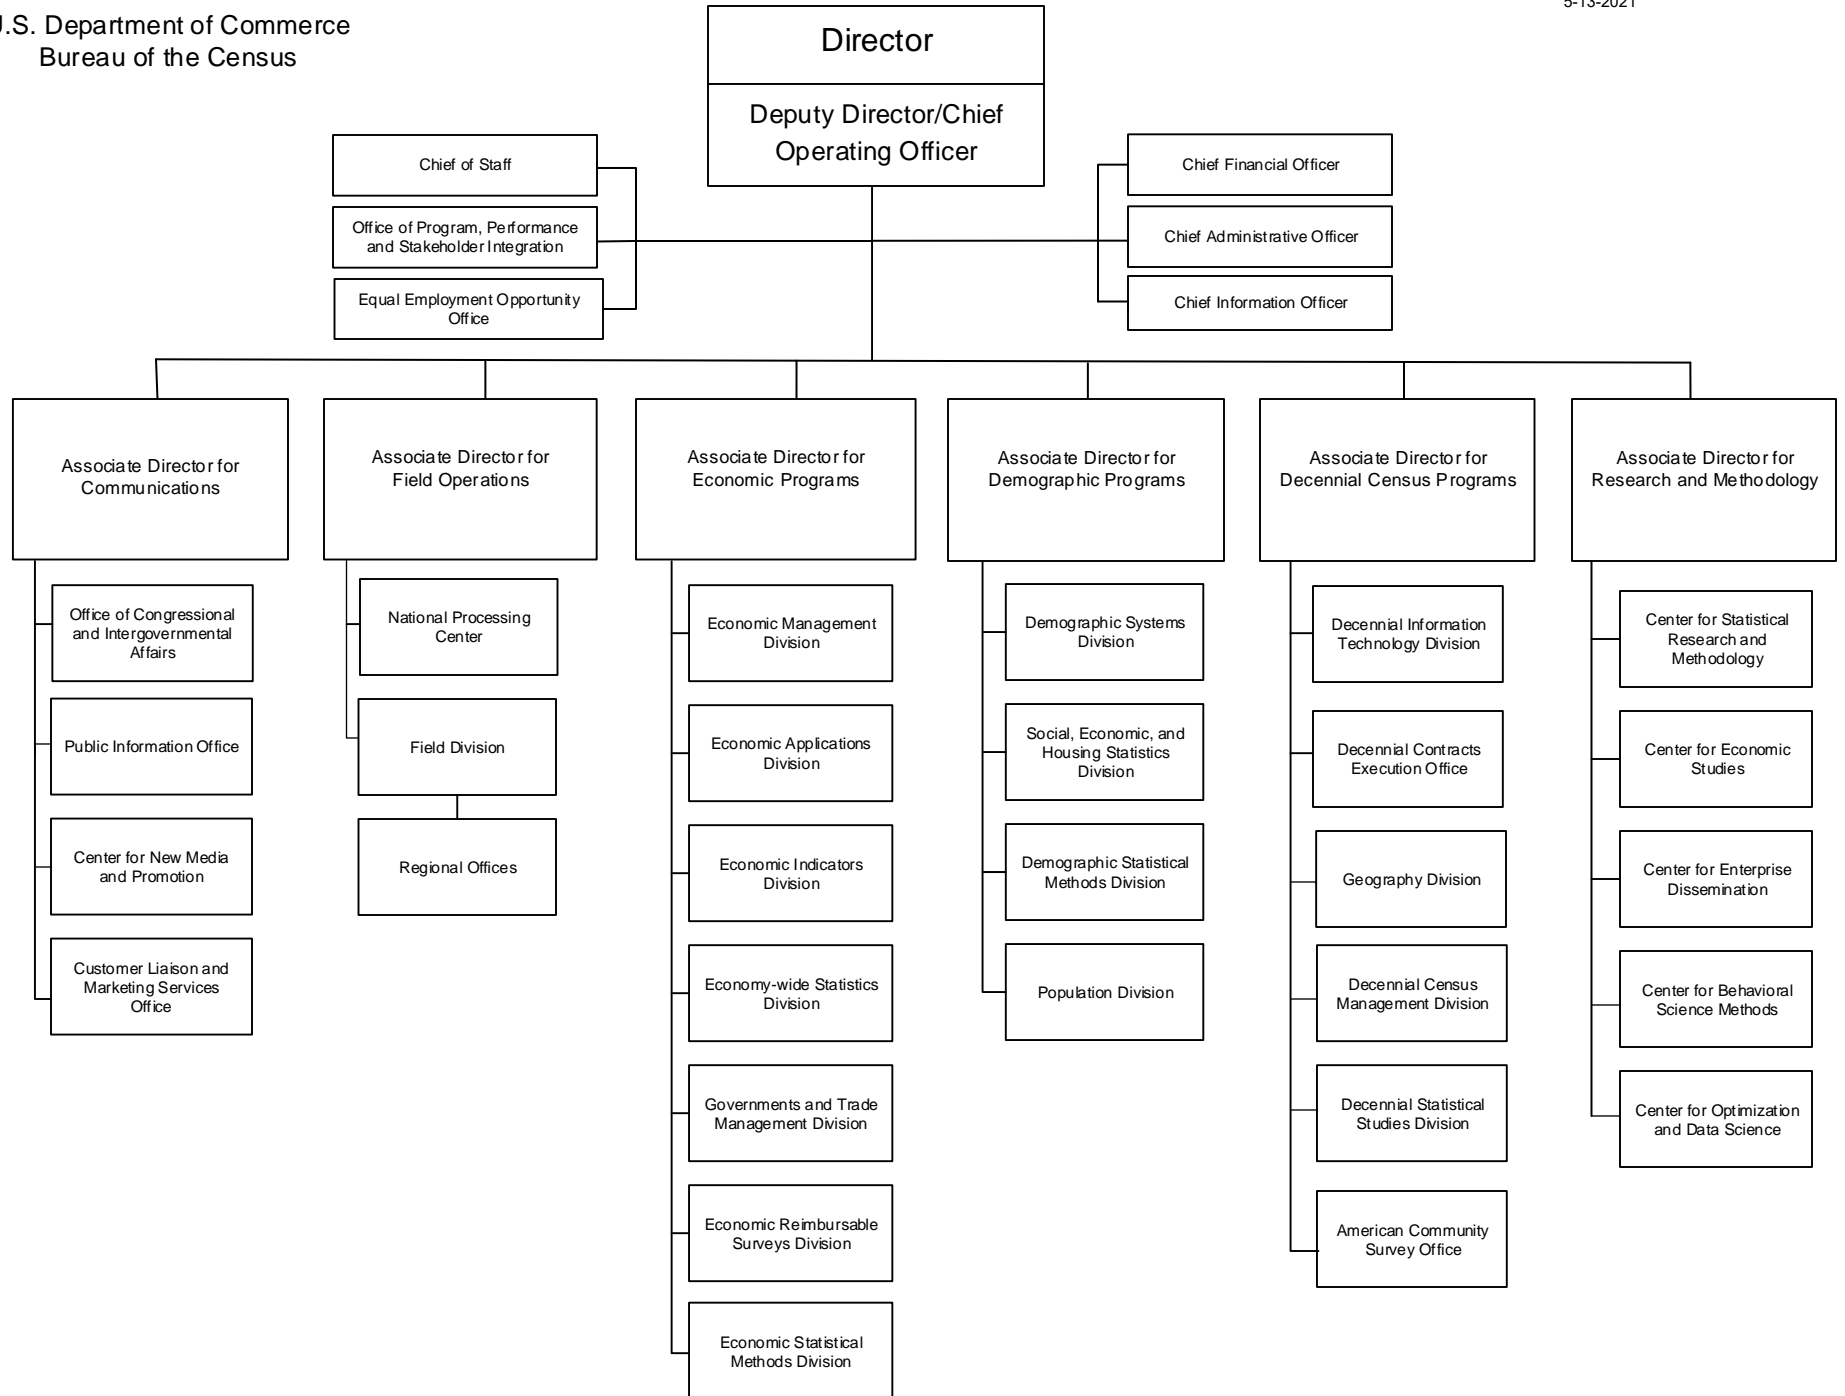 U.S. Department of Commerce
Bureau of the Census
5-13-2021
Director
Deputy Director/Chief
Operating Officer
Chief of Staff
Office of Program, Performance
and Stakeholder Integration
Equal Employment Opportunity
Office
Chief Financial Officer
Chief Administrative Officer
Chief Information Officer
Associate Director for
Communications
Office of Congressional
and Intergovernmental
Affairs
Public Information Office
Center for New Media
and Promotion
Customer Liaison and
Marketing Services
Office
Associate Director for
Field Operations
National Processing
Center
Field Division
Regional Offices
Associate Director for
Economic Programs
Economic Management
Division
Economic Applications
Division
Economic Indicators
Division
Economy-wide Statistics
Division
Governments and Trade
Management Division
Economic Reimbursable
Surveys Division
Economic Statistical
Methods Division
Associate Director for
Demographic Programs
Demographic Systems
Division
Social, Economic, and
Housing Statistics
Division
Demographic Statistical
Methods Division
Population Division
Associate Director for
Decennial Census Programs
Decennial Information
Technology Division
Decennial Contracts
Execution Office
Geography Division
Decennial Census
Management Division
Decennial Statistical
Studies Division
American Community
Survey Office
Associate Director for
Research and Methodology
Center for Statistical
Research and
Methodology
Center for Economic
Studies
Center for Enterprise
Dissemination
Center for Behavioral
Science Methods
Center for Optimization
and Data Science